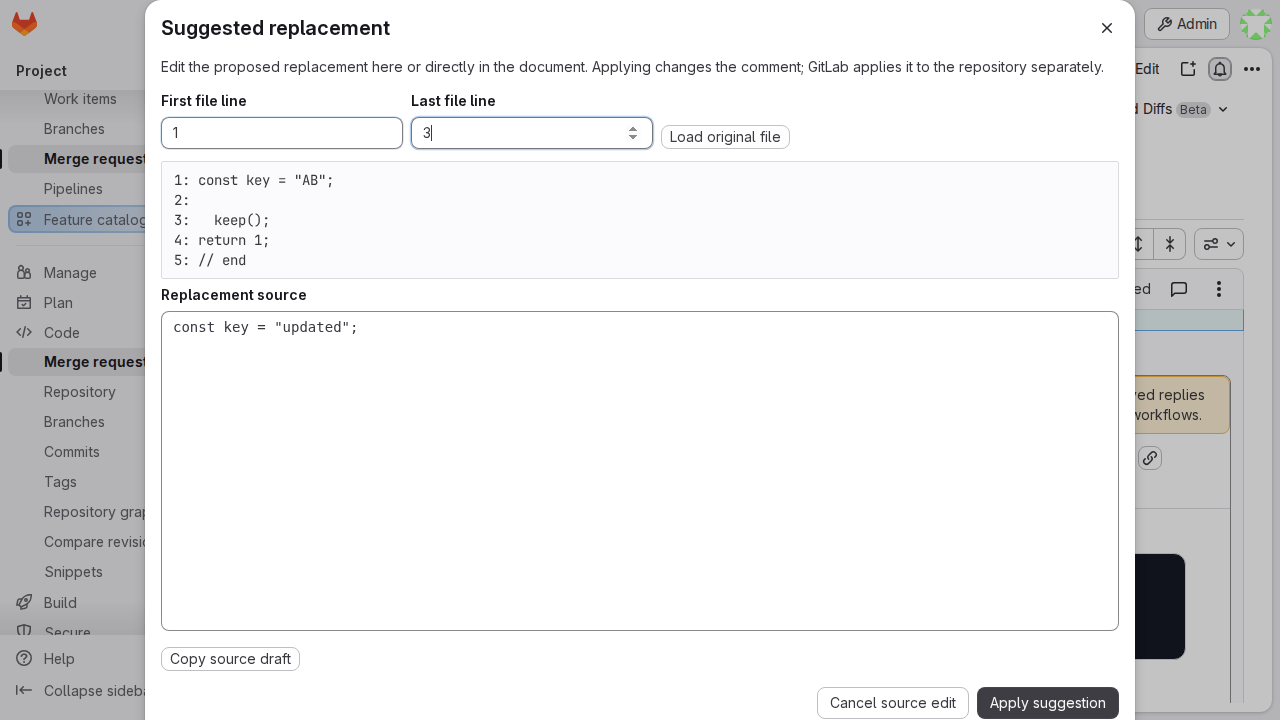 Suggested replacement
Edit the proposed replacement here or directly in the document. Applying changes the comment; GitLab applies it to the repository separately.
First file line
Last file line
1
3
Load original file
1: const key = "AB";
2:
3:   keep();
4: return 1;
5: // end
Replacement source
const key = "updated";
Copy source draft
Cancel source edit
Apply suggestion
Project
Work items
Branches
Merge request
Pipelines
Feature catalog
Manage
Plan
Code
Merge request
Repository
Branches
Commits
Tags
Repository grap
Compare revisio
Snippets
Build
Secure
Help
Collapse sideba
Admin
Edit
d Diffs Beta
ed
ved replies
workflows.